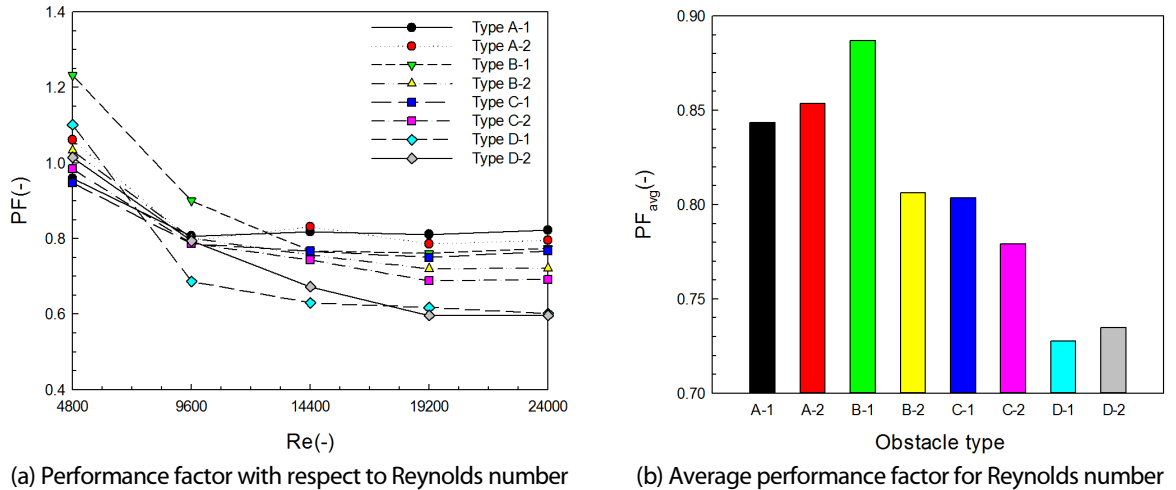 1.4
1.2
1.0
0.8
0.6
0.4
PF(-)
4800 9600 14400 19200 24000
Re(-)
Type A-1
Type A-2
Type B-1
Type B-2
Type C-1
Type C-2
Type D-1
Type D-2
(a) Performance factor with respect to Reynolds number
0.90
0.85
0.80
0.75
0.70
PFavg(-)
A-1 A-2 B-1 B-2 C-1 C-2 D-1 D-2
Obstacle type
(b) Average performance factor for Reynolds number